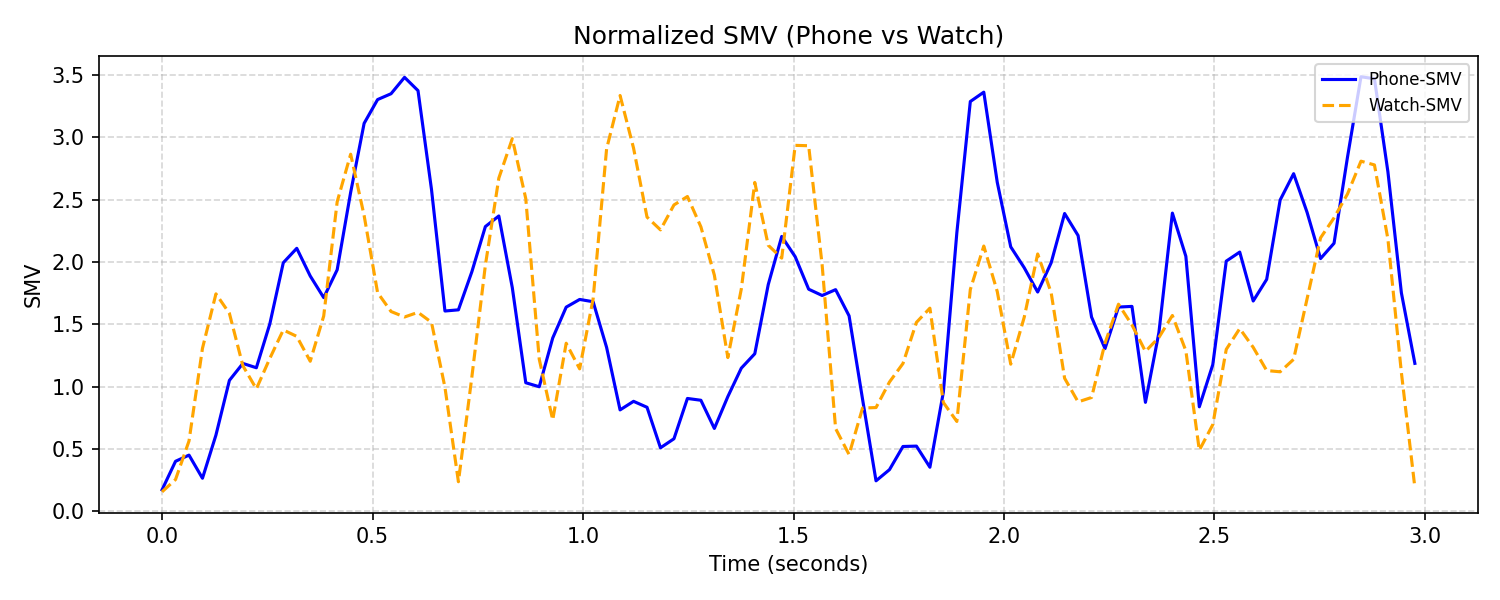 Normalized SMV (Phone vs Watch)
Phone-SMV
Watch-SMV
SMV
3.5
3.0
2.5
2.0
1.5
1.0
0.5
0.0
0.0 0.5 1.0 1.5 2.0 2.5 3.0
Time (seconds)